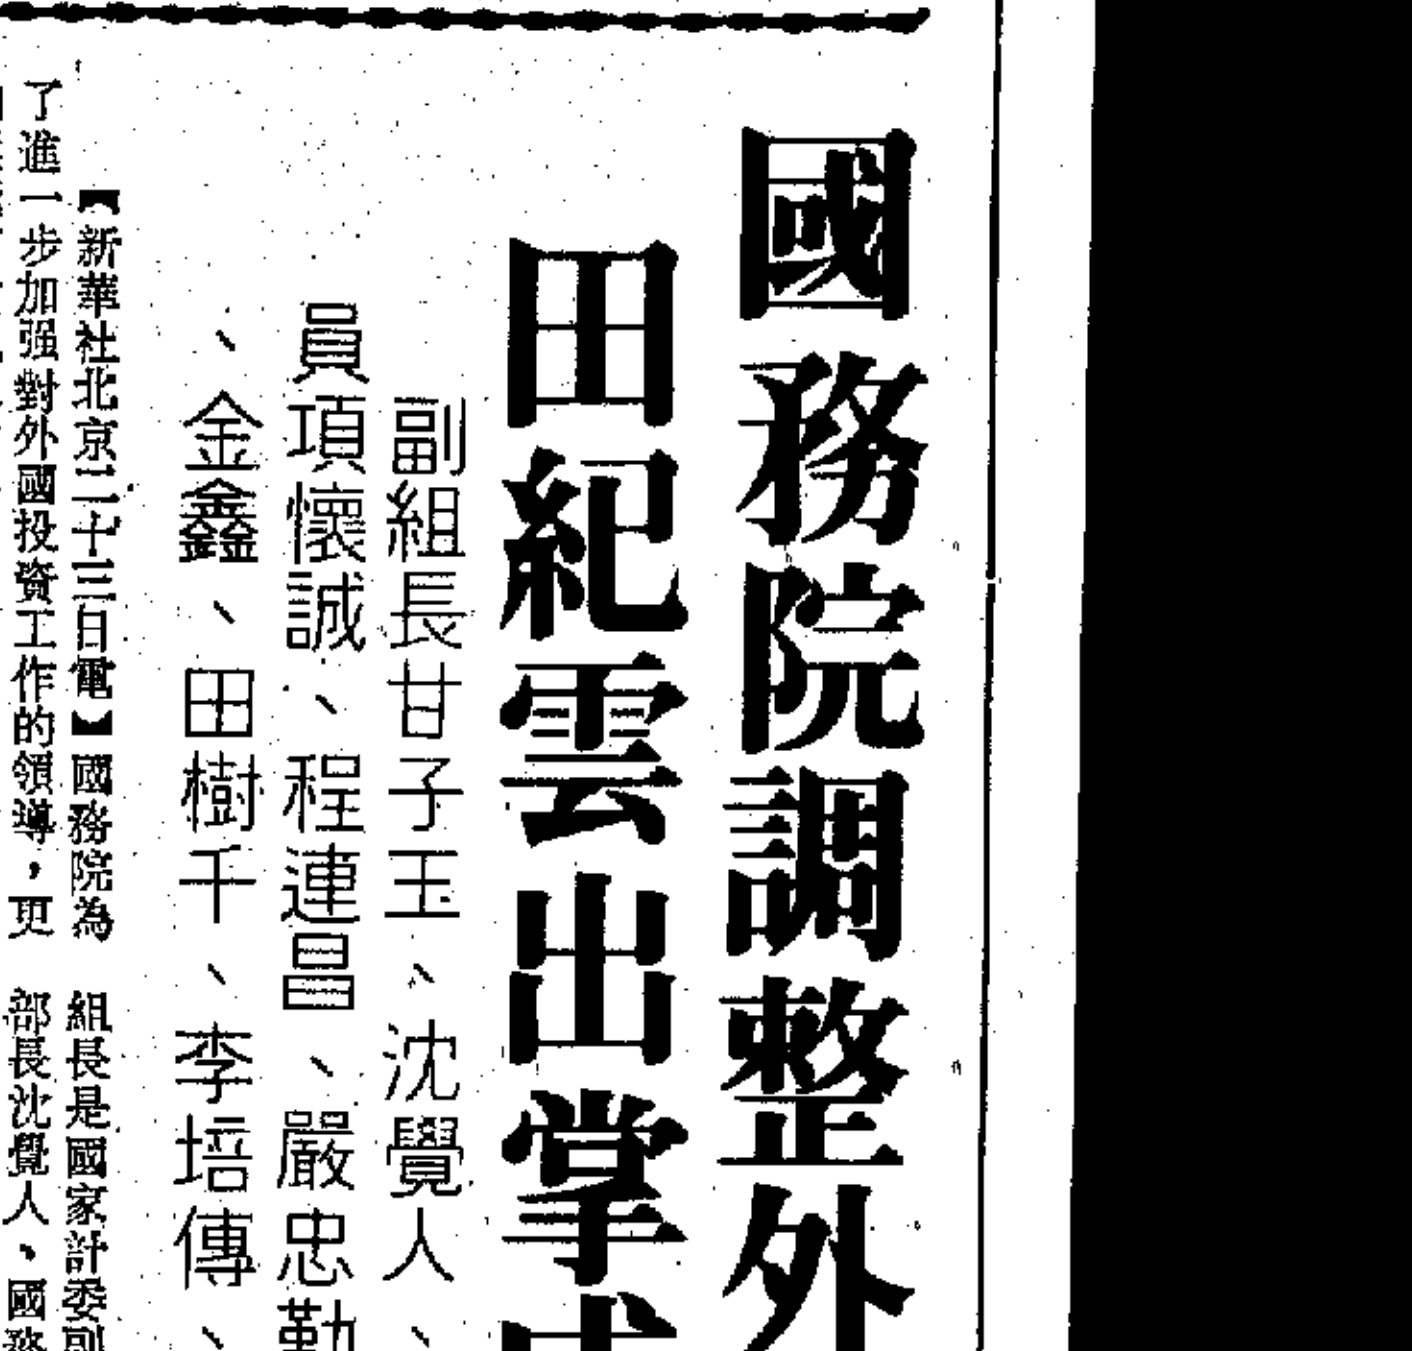 國務院調整外
田紀雲出掌
副組長甘子玉、沈覺人、
員項懷誠、程連昌、嚴忠勤
、金鑫、田樹千、李培傳、
【新華社北京二十三日電】國務院為
了進一步加强對外國投資工作的領導，更
組長是國家計委副
部長沈覺人、國務